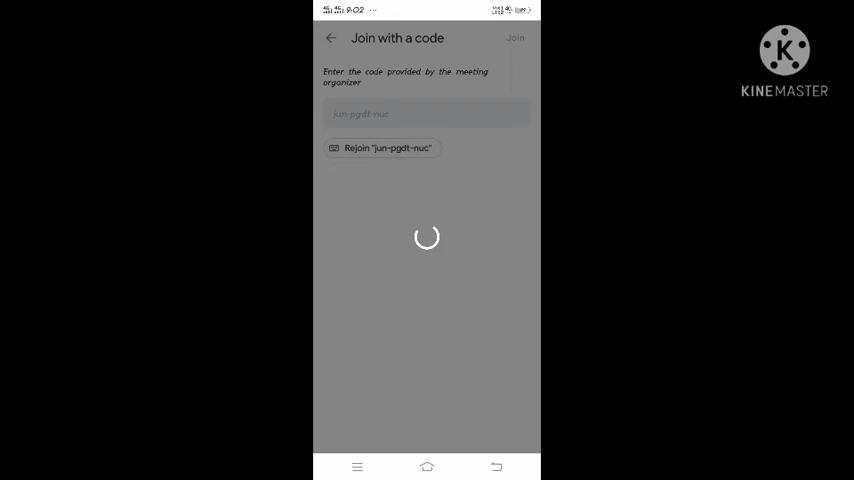 9:02 ...
Join with a code
Join
Enter the code provided by the meeting
organizer
jun-pgdt-nuc
Rejoin "jun-pgdt-nuc"
K
KINEMASTER